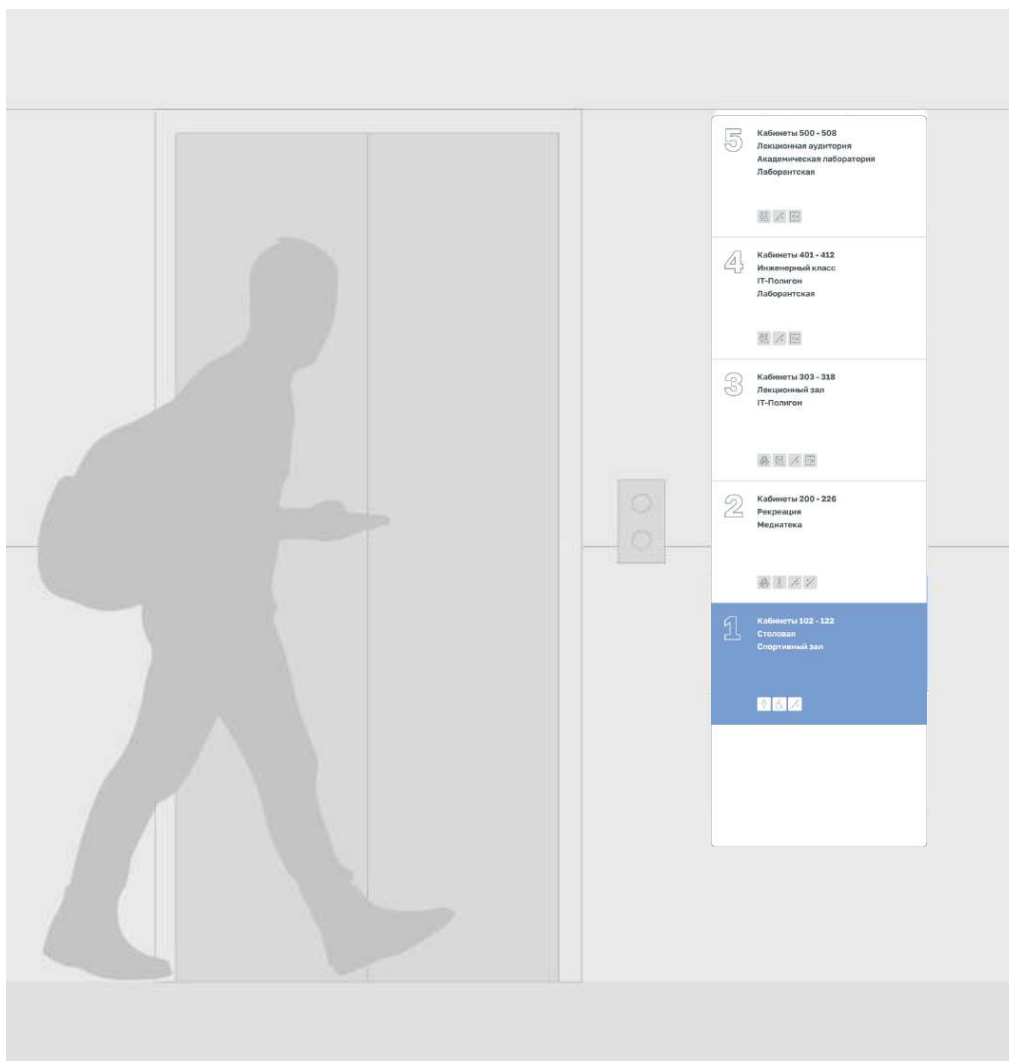 5
Кабинеты 500 - 508
Лекционная аудитория
Академическая лаборатория
Лаборантская
4
Кабинеты 401 - 412
Инженерный класс
IT-Полигон
Лаборантская
3
Кабинеты 303 - 318
Лекционный зал
IT-Полигон
2
Кабинеты 200 - 226
Рекреация
Медиатека
1
Кабинеты 102 - 122
Столовая
Спортивный зал